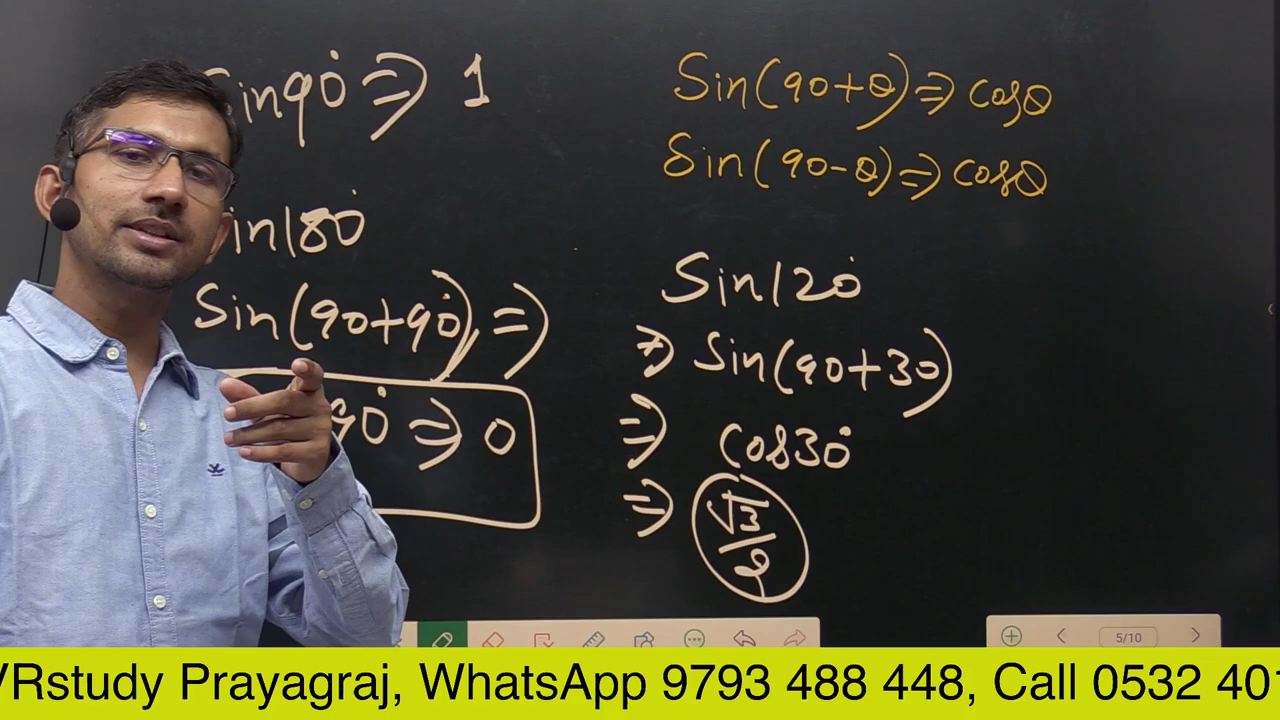 Sin90° ⇒ 1
Sin180°
Sin(90+90°) ⇒
90° ⇒ 0
Sin(90+θ) ⇒ cosθ
Sin(90-θ) ⇒ cosθ
Sin120°
⇒ Sin(90+30)
⇒ Cos30°
⇒ √3/2
5/10
VRstudy Prayagraj, WhatsApp 9793 488 448, Call 0532 401